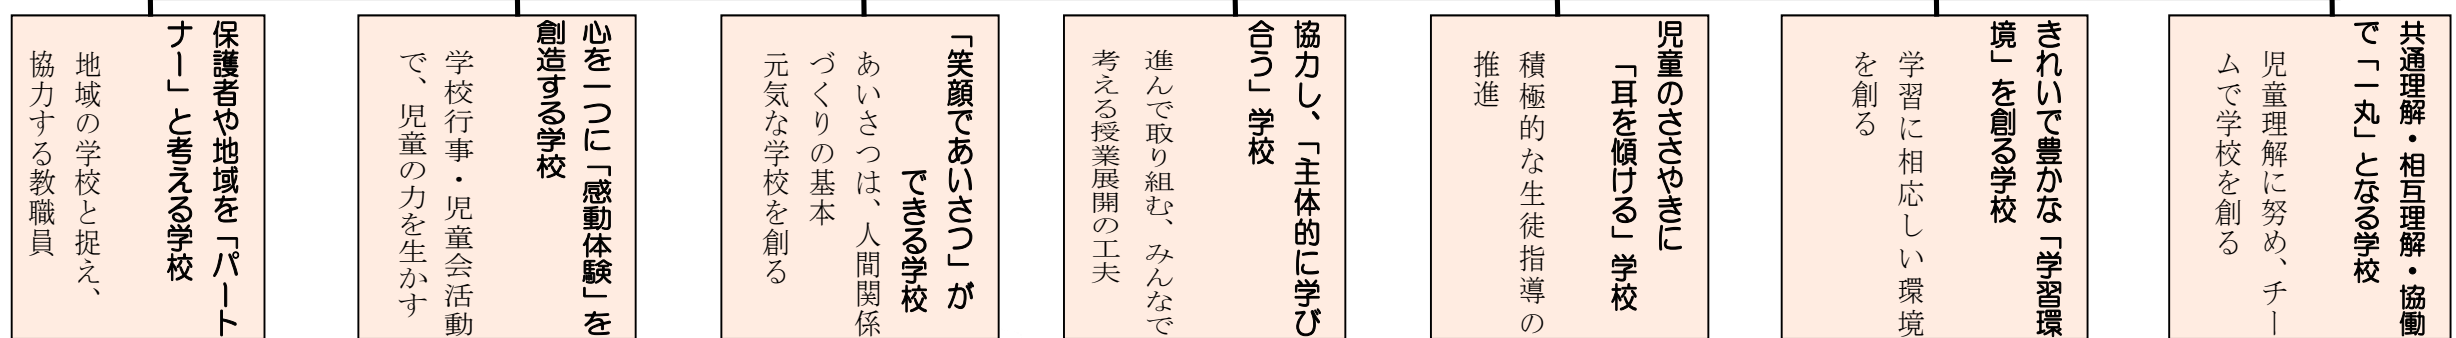 共通理解・相互理解・協働
で「一丸」となる学校
児童理解に努め、チー
ムで学校を創る
きれいで豊かな「学習環
境」を創る学校
学習に相応しい環境
を創る
児童のささやきに
「耳を傾ける」学校
積極的な生徒指導の
推進
協力し、「主体的に学び
合う」学校
進んで取り組む、みんなで
考える授業展開の工夫
「笑顔であいさつ」が
できる学校
あいさつは、人間関係
づくりの基本
元気な学校を創る
心を一つに「感動体験」を
創造する学校
学校行事・児童会活動
で、児童の力を生かす
保護者や地域を「パート
ナー」と考える学校
地域の学校と捉え、
協力する教職員